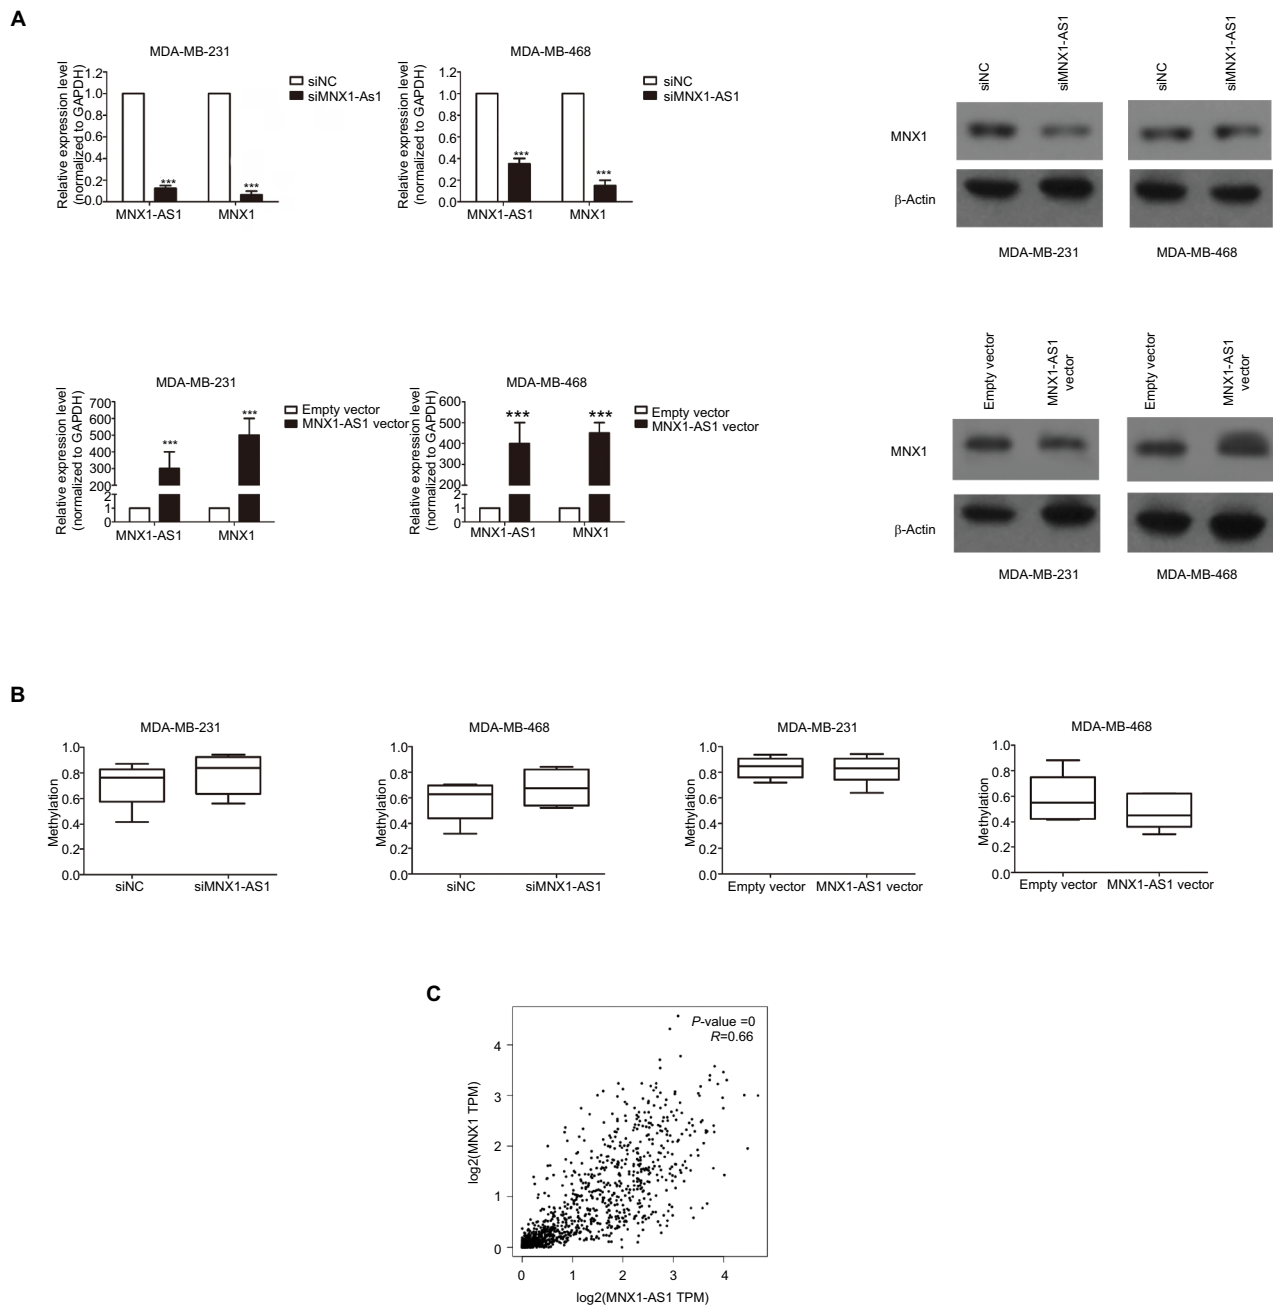 A
MDA-MB-231
Relative expression level
(normalized to GAPDH)
1.2
1.0
0.8
0.6
0.4
0.2
0.0
***
***
MNX1-AS1
MNX1
siNC
siMNX1-As1
MDA-MB-468
Relative expression level
(normalized to GAPDH)
1.2
1.0
0.8
0.6
0.4
0.2
0.0
***
***
MNX1-AS1
MNX1
siNC
siMNX1-AS1
siNC
siMNX1-AS1
siNC
siMNX1-AS1
MNX1
β-Actin
MDA-MB-231
MDA-MB-468
MDA-MB-231
Relative expression level
(normalized to GAPDH)
700
600
500
400
300
200
2
1
0
***
***
MNX1-AS1
MNX1
Empty vector
MNX1-AS1 vector
MDA-MB-468
Relative expression level
(normalized to GAPDH)
600
500
400
300
200
2
1
0
***
***
MNX1-AS1
MNX1
Empty vector
MNX1-AS1 vector
Empty vector
MNX1-AS1
vector
Empty vector
MNX1-AS1
vector
MNX1
β-Actin
MDA-MB-231
MDA-MB-468
B
MDA-MB-231
Methylation
1.0
0.8
0.6
0.4
0.2
0.0
siNC
siMNX1-AS1
MDA-MB-468
Methylation
1.0
0.8
0.6
0.4
0.2
0.0
siNC
siMNX1-AS1
MDA-MB-231
Methylation
1.0
0.8
0.6
0.4
0.2
0.0
Empty vector
MNX1-AS1 vector
MDA-MB-468
Methylation
1.0
0.8
0.6
0.4
0.2
0.0
Empty vector
MNX1-AS1 vector
C
P-value =0
R=0.66
log2(MNX1 TPM)
4
3
2
1
0
0
1
2
3
4
log2(MNX1-AS1 TPM)